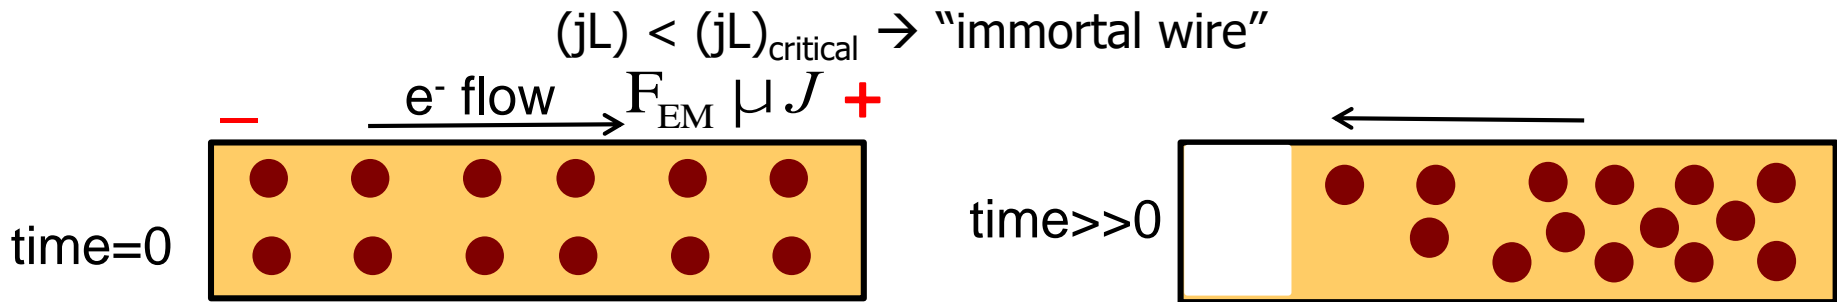 (jL) < (jL)critical → “immortal wire”
e- flow F_EM μ J +
–
time=0
time>>0